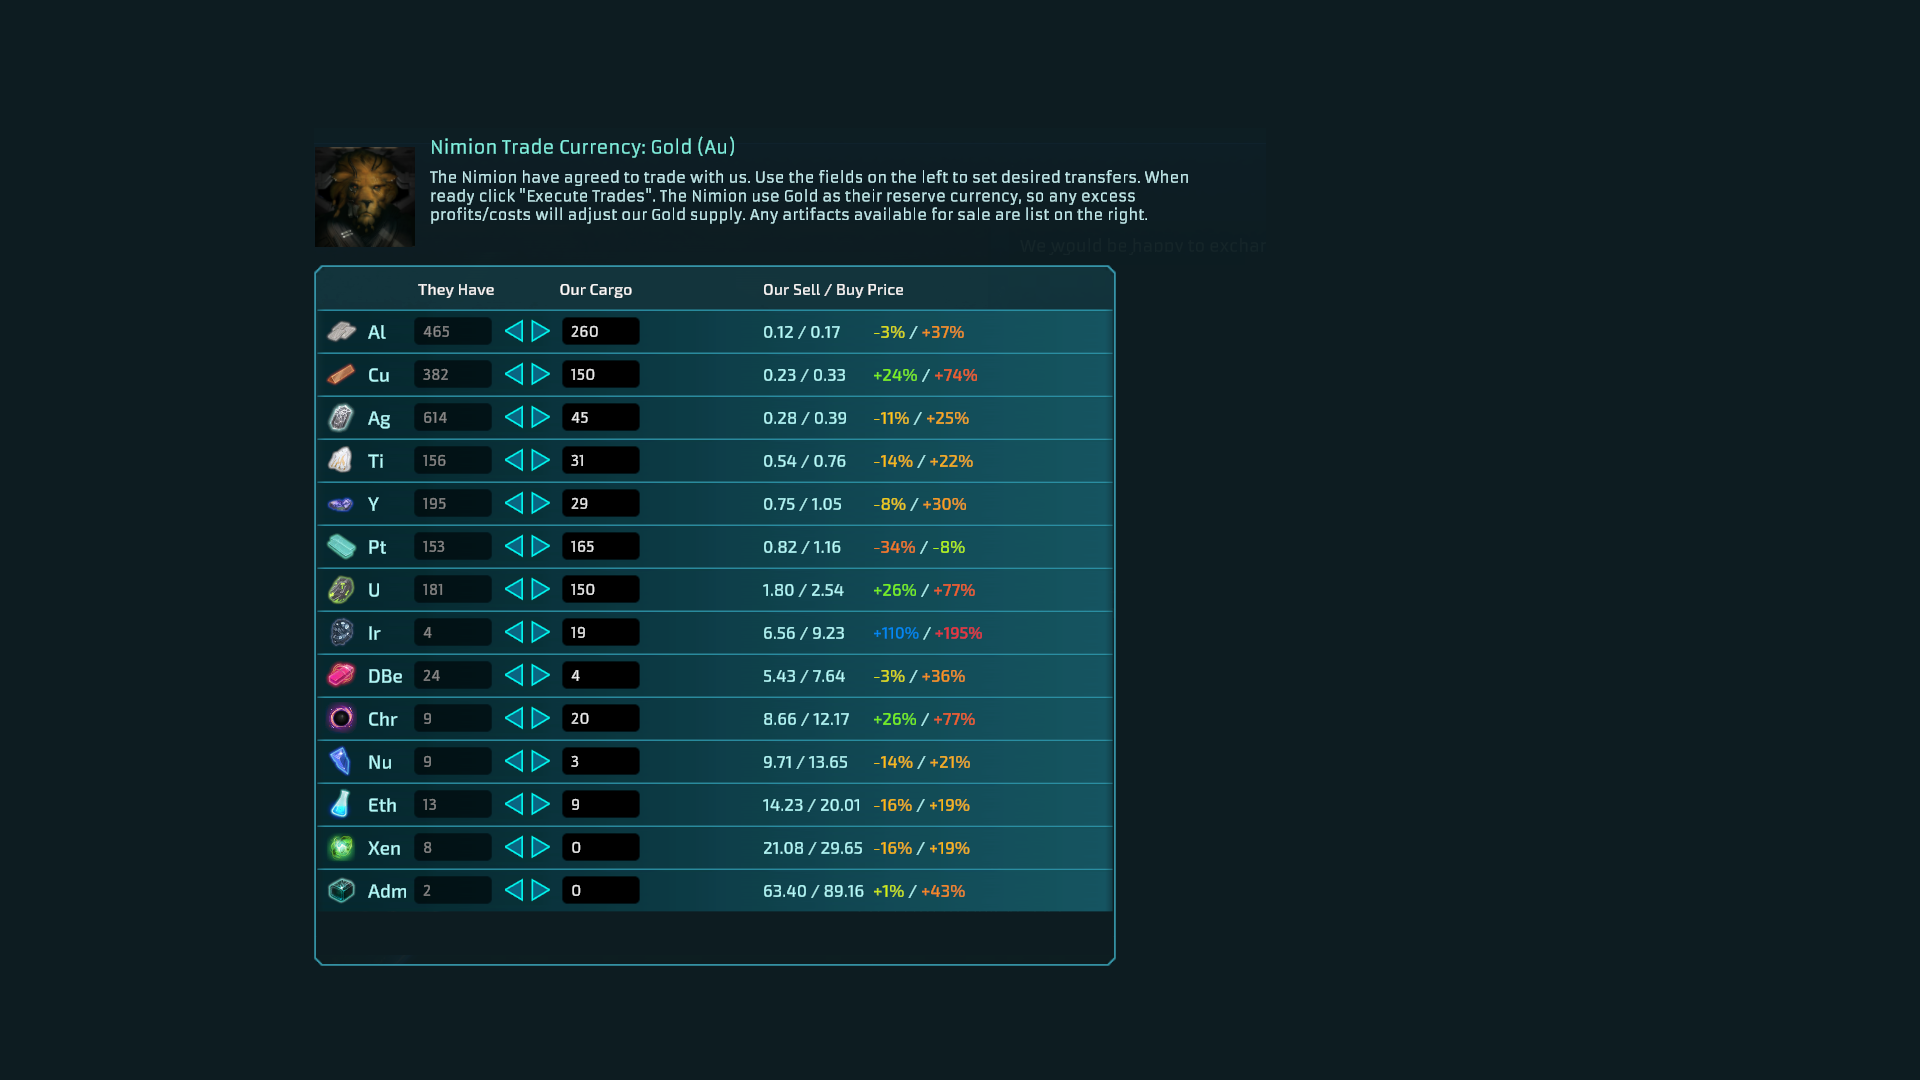 Nimion Trade Currency: Gold (Au)
The Nimion have agreed to trade with us. Use the fields on the left to set desired transfers. When
ready click "Execute Trades". The Nimion use Gold as their reserve currency, so any excess
profits/costs will adjust our Gold supply. Any artifacts available for sale are list on the right.
We would be happy to exchar
They Have Our Cargo Our Sell / Buy Price
Al 465 260 0.12 / 0.17 -3% / +37%
Cu 382 150 0.23 / 0.33 +24% / +74%
Ag 614 45 0.28 / 0.39 -11% / +25%
Ti 156 31 0.54 / 0.76 -14% / +22%
Y 195 29 0.75 / 1.05 -8% / +30%
Pt 153 165 0.82 / 1.16 -34% / -8%
U 181 150 1.80 / 2.54 +26% / +77%
Ir 4 19 6.56 / 9.23 +110% / +195%
DBe 24 4 5.43 / 7.64 -3% / +36%
Chr 9 20 8.66 / 12.17 +26% / +77%
Nu 9 3 9.71 / 13.65 -14% / +21%
Eth 13 9 14.23 / 20.01 -16% / +19%
Xen 8 0 21.08 / 29.65 -16% / +19%
Adm 2 0 63.40 / 89.16 +1% / +43%